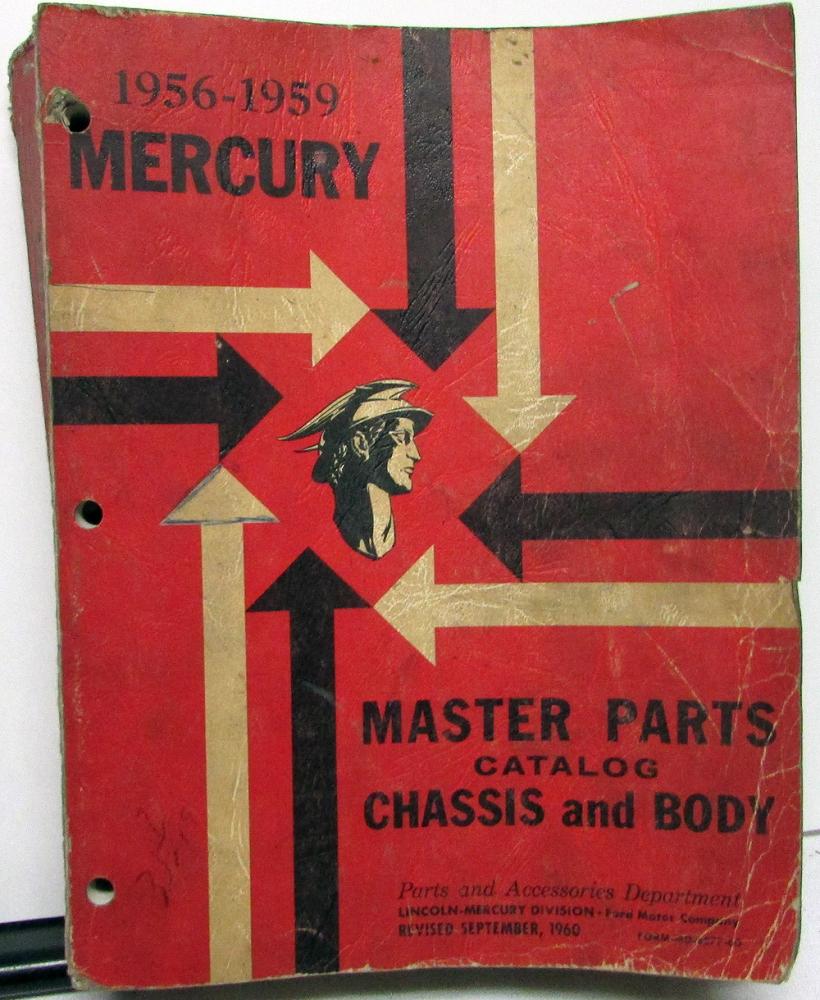 1956-1959
MERCURY
MASTER PARTS
CATALOG
CHASSIS and BODY
Parts and Accessories Department
LINCOLN-MERCURY DIVISION · Ford Motor Company
REVISED SEPTEMBER, 1960
FORM